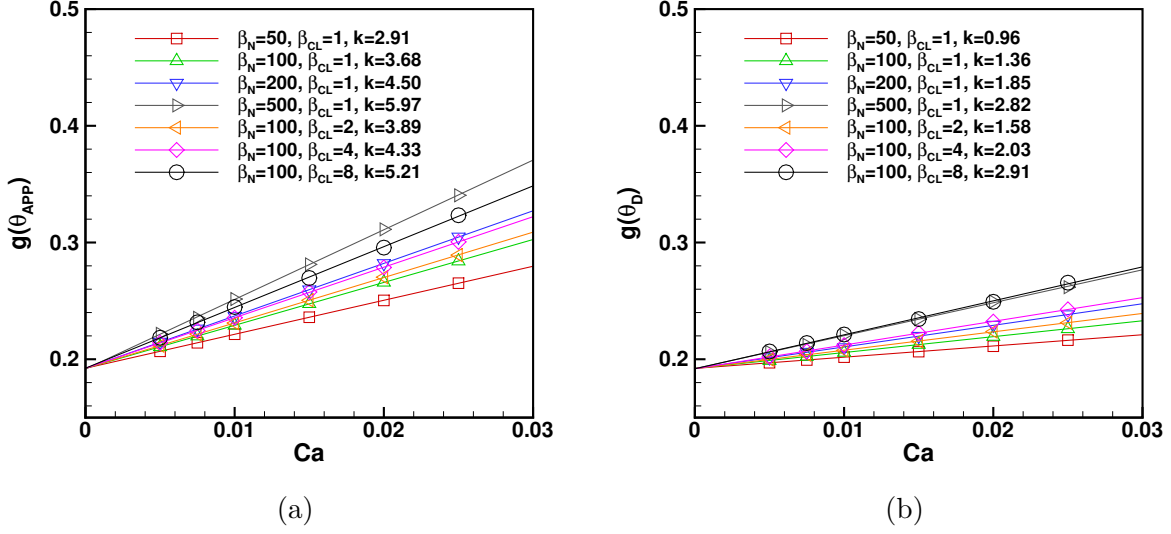 0.5
β_N=50, β_CL=1, k=2.91
β_N=100, β_CL=1, k=3.68
β_N=200, β_CL=1, k=4.50
β_N=500, β_CL=1, k=5.97
β_N=100, β_CL=2, k=3.89
β_N=100, β_CL=4, k=4.33
β_N=100, β_CL=8, k=5.21
0.4
g(θ_APP)
0.3
0.2
0 0.01 0.02 0.03
Ca
(a)
0.5
β_N=50, β_CL=1, k=0.96
β_N=100, β_CL=1, k=1.36
β_N=200, β_CL=1, k=1.85
β_N=500, β_CL=1, k=2.82
β_N=100, β_CL=2, k=1.58
β_N=100, β_CL=4, k=2.03
β_N=100, β_CL=8, k=2.91
0.4
g(θ_D)
0.3
0.2
0 0.01 0.02 0.03
Ca
(b)